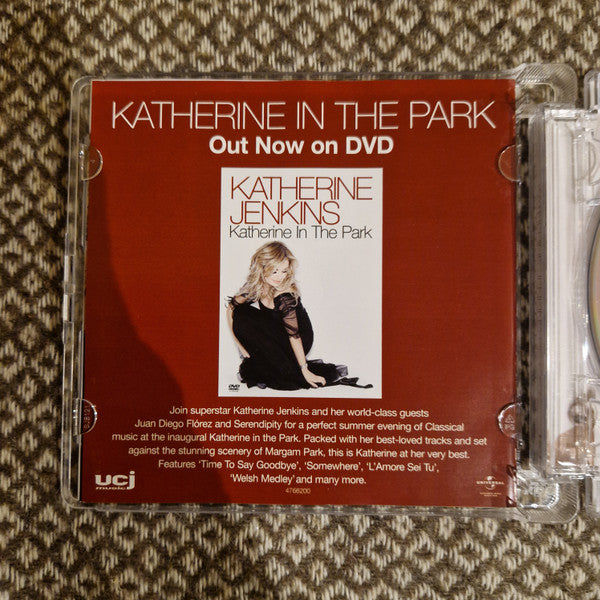 KATHERINE IN THE PARK
Out Now on DVD
KATHERINE
JENKINS
Katherine In The Park
DVD
Join superstar Katherine Jenkins and her world-class guests
Juan Diego Flórez and Serendipity for a perfect summer evening of Classical
music at the inaugural Katherine in the Park. Packed with her best-loved tracks and set
against the stunning scenery of Margam Park, this is Katherine at her very best.
Features ‘Time To Say Goodbye’, ‘Somewhere’, ‘L’Amore Sei Tu’,
‘Welsh Medley’ and many more.
4766200
ucj
music
UNIVERSAL